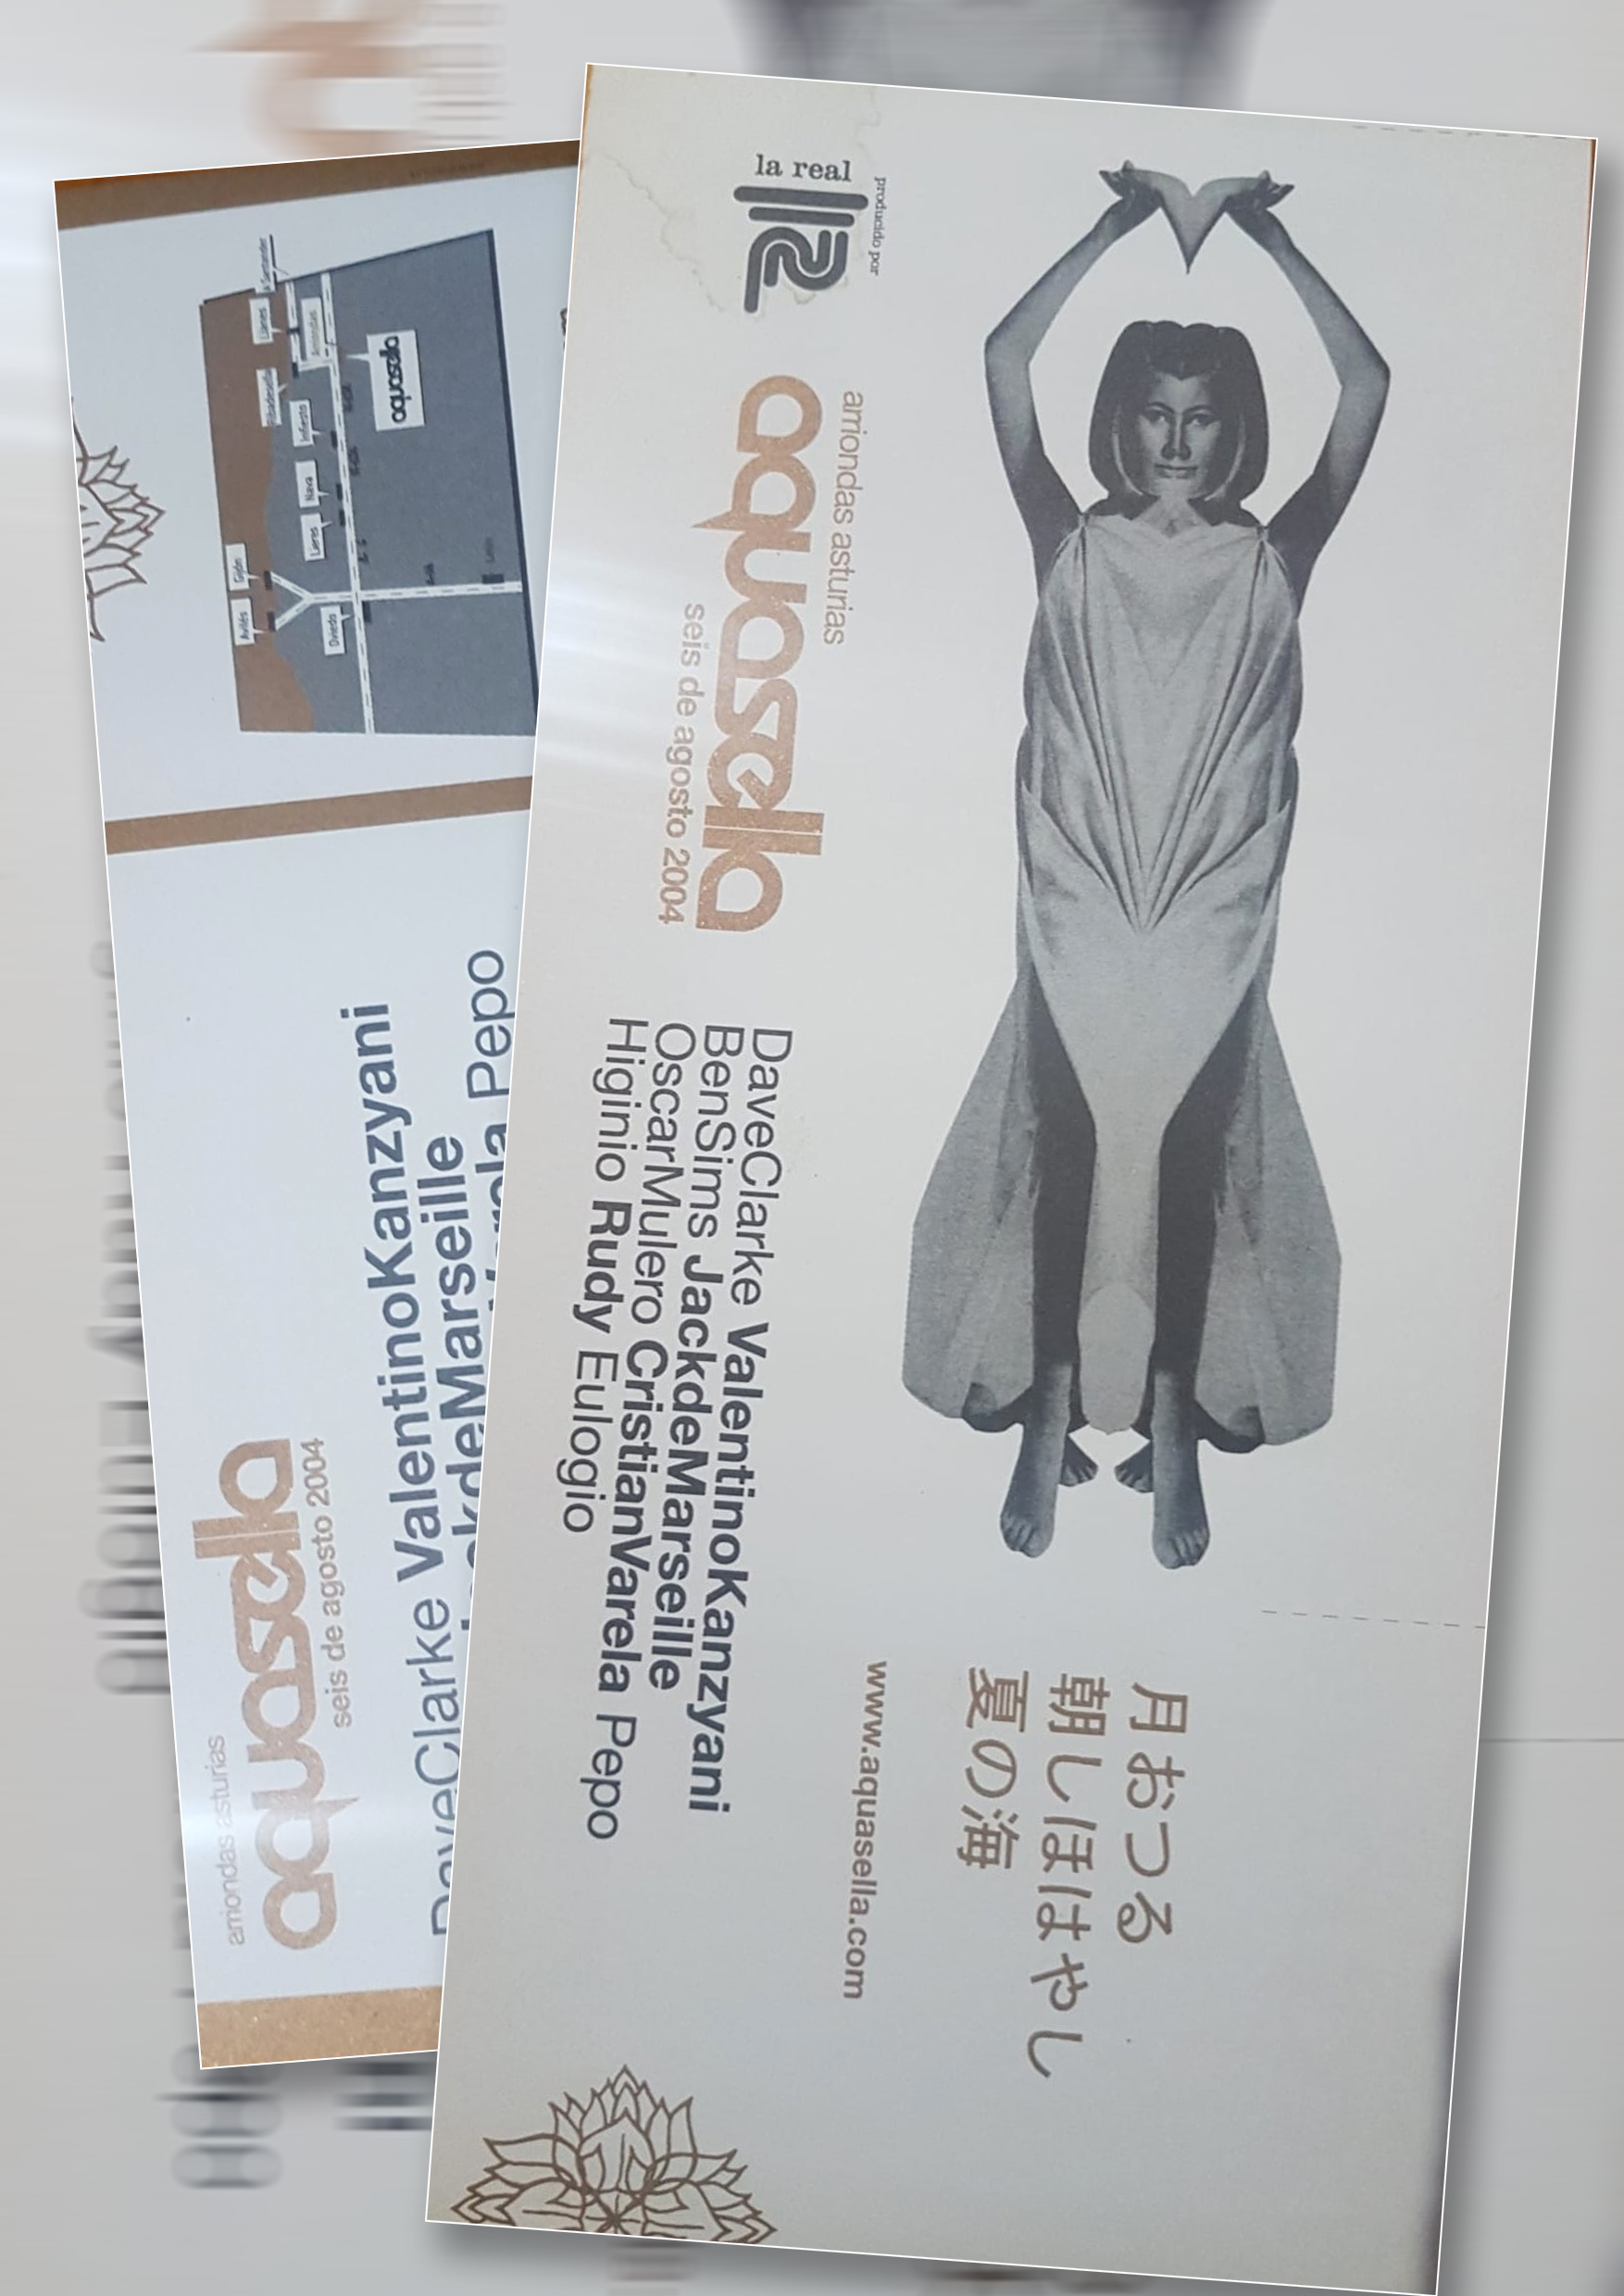 la real
producido por
arriondas asturias
aquasella
seis de agosto 2004
DaveClarke ValentinoKanzyani
BenSims JackdeMarseille
OscarMulero CristianVarela Pepo
Higinio Rudy Eulogio
www.aquasella.com
月おつる
朝しほはやし
夏の海
A Santander
Llanes
Arriondas
Ribadesella
Infiesto
aquasella
Nava
Lieres
Gijón
Avilés
Oviedo
León
arriondas asturias
aquasella
seis de agosto 2004
DaveClarke ValentinoKanzyani
JackdeMarseille
Varela Pepo